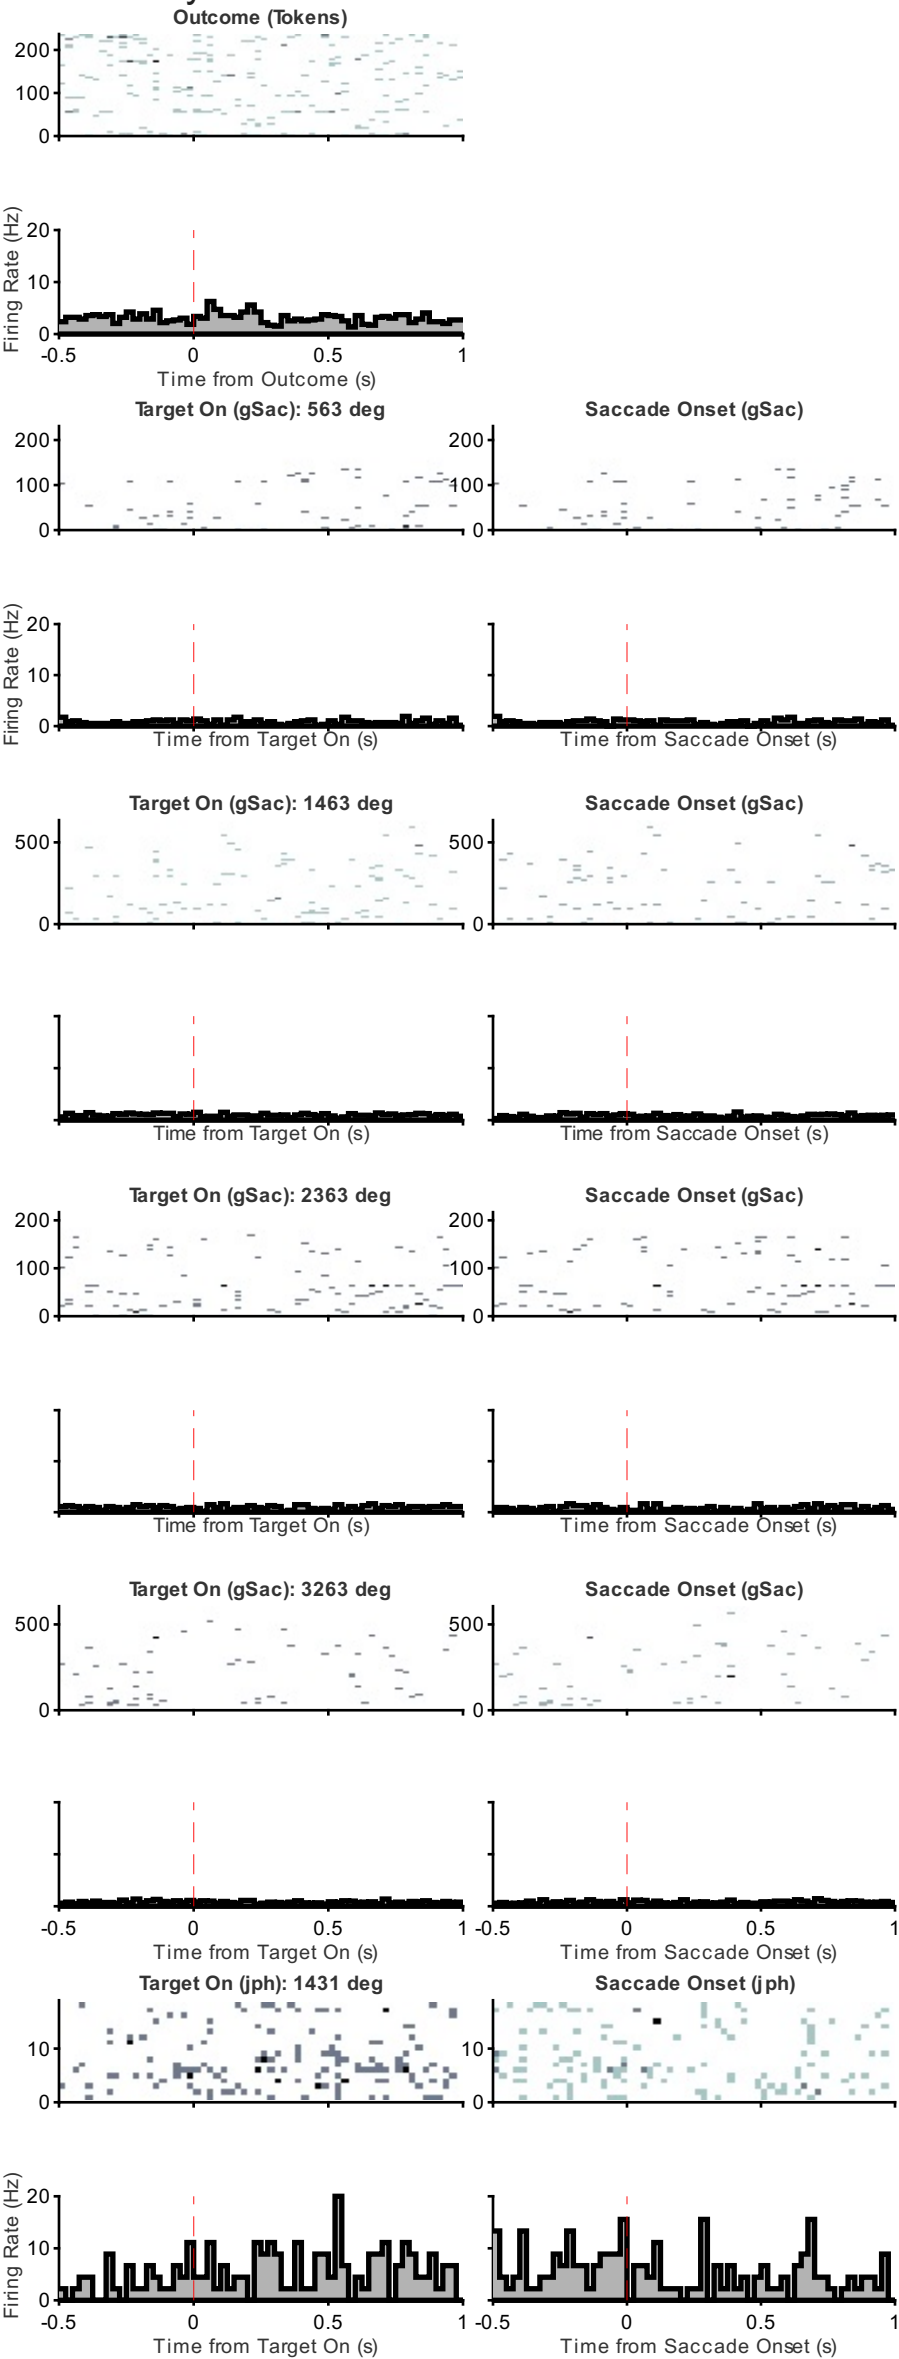 Outcome (Tokens)
200
100
0
Firing Rate (Hz)
20
10
0
-0.5 0 0.5 1
Time from Outcome (s)
Target On (gSac): 563 deg Saccade Onset (gSac)
200 200
100 100
0 0
Firing Rate (Hz)
20
10
0
Time from Target On (s) Time from Saccade Onset (s)
Target On (gSac): 1463 deg Saccade Onset (gSac)
500 500
0 0
Time from Target On (s) Time from Saccade Onset (s)
Target On (gSac): 2363 deg Saccade Onset (gSac)
200 200
100 100
0 0
Time from Target On (s) Time from Saccade Onset (s)
Target On (gSac): 3263 deg Saccade Onset (gSac)
500 500
0 0
-0.5 0 0.5 1 -0.5 0 0.5 1
Time from Target On (s) Time from Saccade Onset (s)
Target On (jph): 1431 deg Saccade Onset (jph)
10 10
0 0
Firing Rate (Hz)
20
10
0
-0.5 0 0.5 1 -0.5 0 0.5 1
Time from Target On (s) Time from Saccade Onset (s)